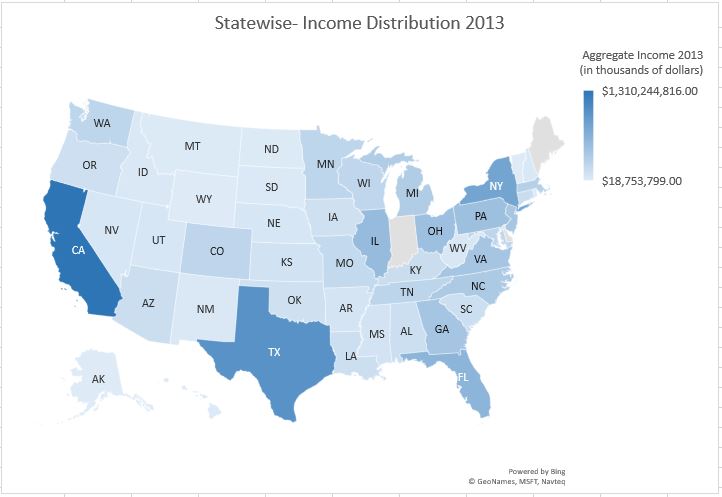 Statewise- Income Distribution 2013
Aggregate Income 2013
(in thousands of dollars)
$1,310,244,816.00
$18,753,799.00
WA
MT
ND
MN
OR
ID
SD
WI
MI
NY
WY
IA
NE
PA
NV
UT
IL
OH
CA
CO
KS
MO
WV
VA
KY
NC
TN
AZ
NM
OK
AR
SC
MS
AL
GA
TX
LA
FL
AK
Powered by Bing
© GeoNames, MSFT, Navteq